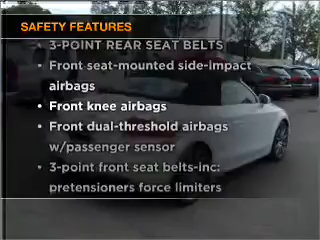 SAFETY FEATURES
• 3-POINT REAR SEAT BELTS
• Front seat-mounted side-impact
airbags
• Front knee airbags
• Front dual-threshold airbags
w/passenger sensor
• 3-point front seat belts-inc:
pretensioners force limiters